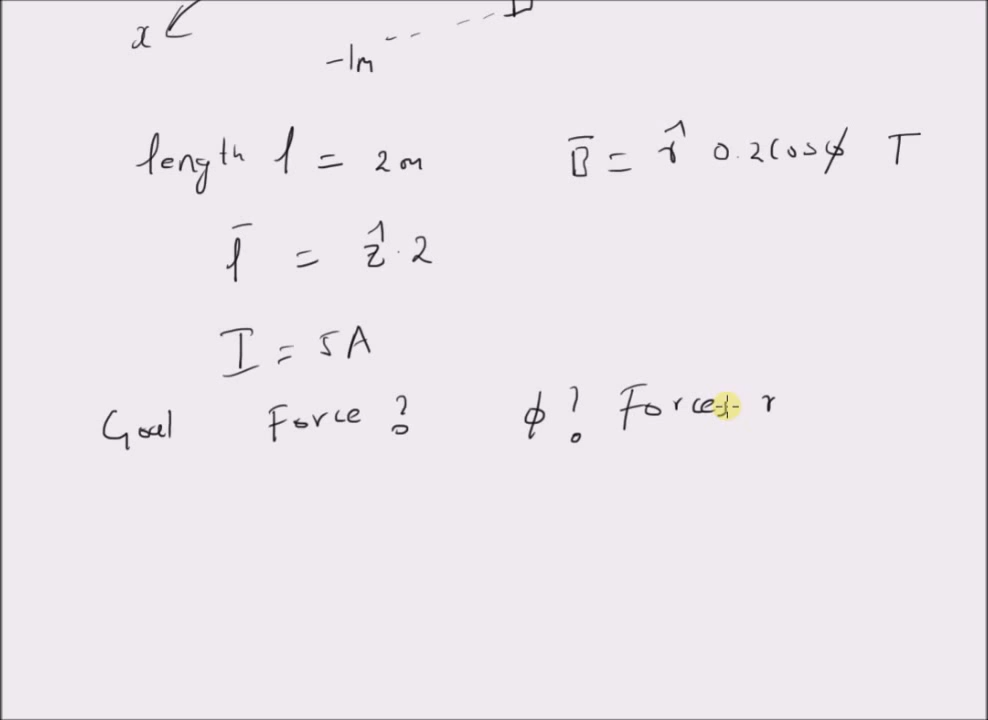 x
-1m
length l = 2m   B̅ = r̂ 0.2cosϕ T
l̅ = ẑ·2
I = 5A
Goal Force ? ϕ? Force r